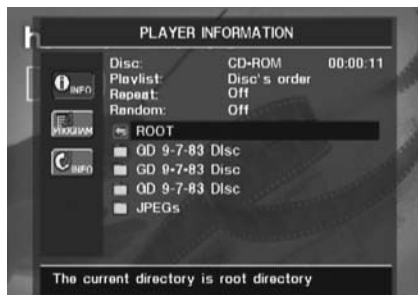 h
PLAYER INFORMATION
Disc: CD-ROM 00:00:11
Playlist: Disc's order
Repeat: Off
Random: Off
INFO
PROGRAM
INFO
ROOT
GD 9-7-83 DIsc
GD 9-7-83 DIsc
GD 9-7-83 DIsc
JPEGs
The current directory is root directory